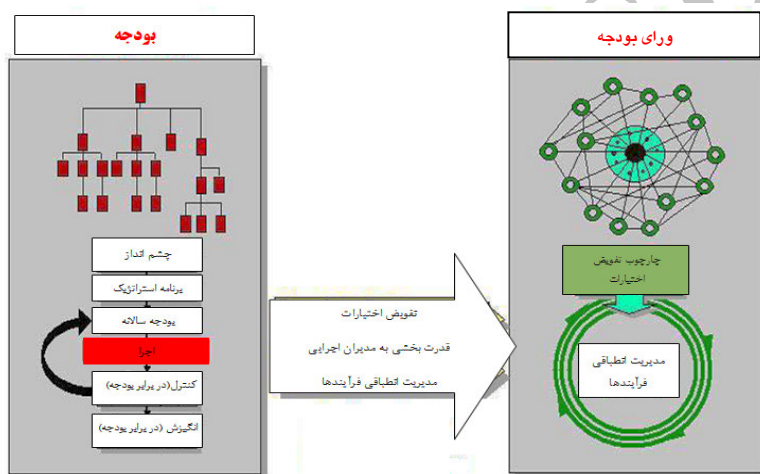 بودجه
ورای بودجه
چشم انداز
برنامه استراتژیک
بودجه سالانه
اجرا
کنترل(در برابر بودجه)
انگیزش (در برابر بودجه)
تفویض اختیارات
قدرت بخشی به مدیران اجرایی
مدیریت انطباقی فرآیندها
چارچوب تفویض
اختیارات
مدیریت انطباقی
فرآیندها